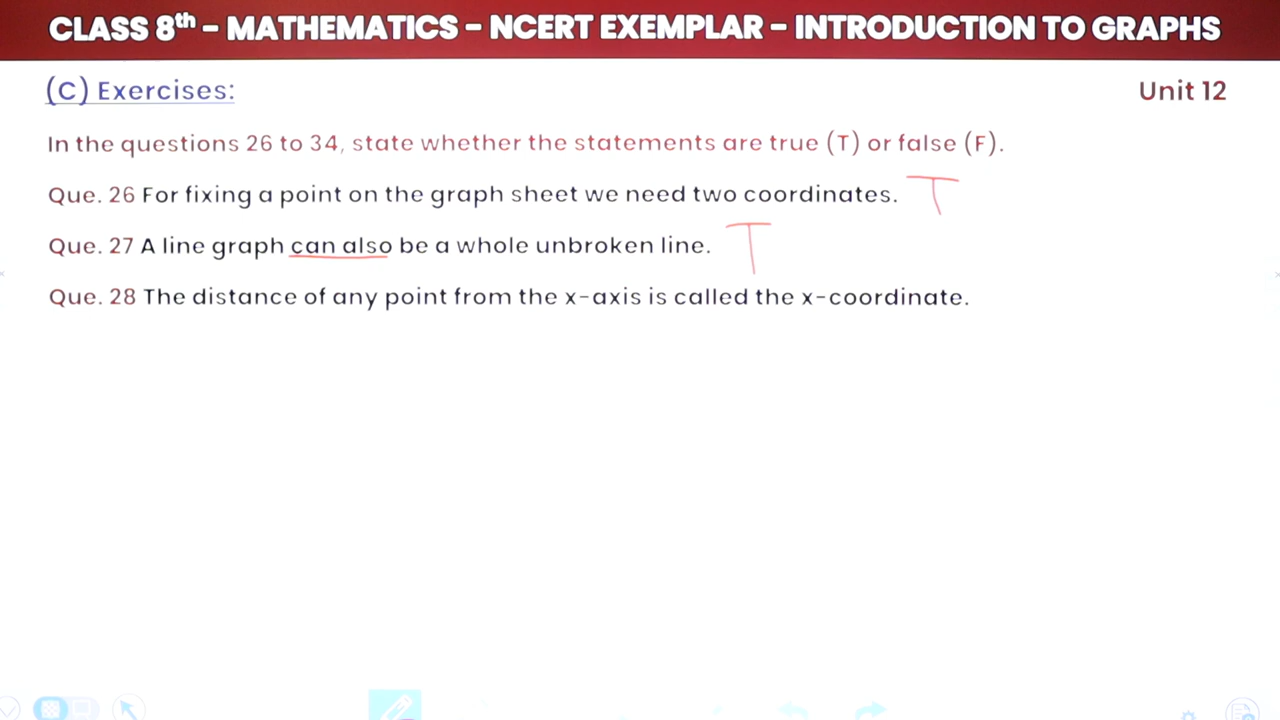 CLASS 8th - MATHEMATICS - NCERT EXEMPLAR - INTRODUCTION TO GRAPHS
(C) Exercises:
Unit 12
In the questions 26 to 34, state whether the statements are true (T) or false (F).
Que. 26 For fixing a point on the graph sheet we need two coordinates. T
Que. 27 A line graph can also be a whole unbroken line. T
Que. 28 The distance of any point from the x-axis is called the x-coordinate.